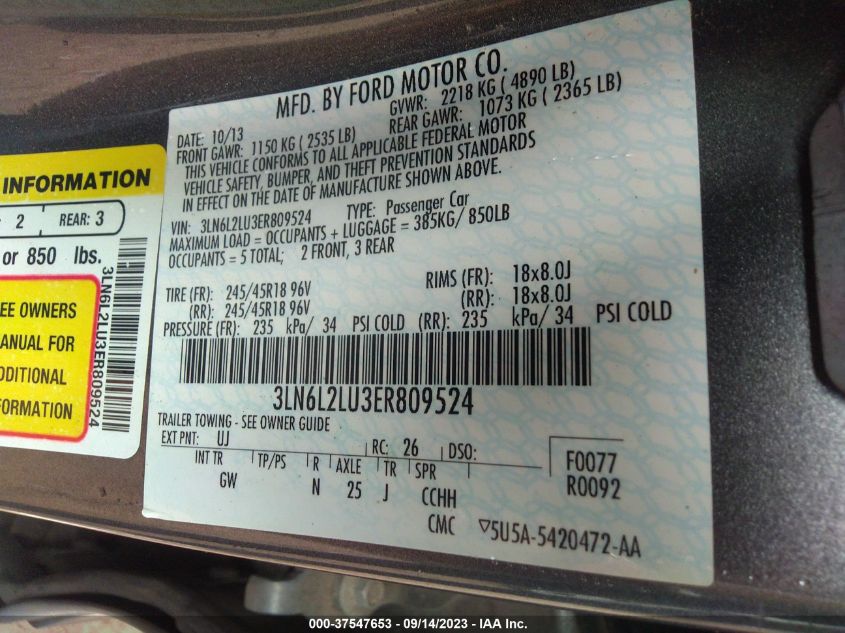 MFD. BY FORD MOTOR CO.
DATE: 10/13 GVWR: 2218 KG ( 4890 LB)
FRONT GAWR: 1150 KG ( 2535 LB) REAR GAWR: 1073 KG ( 2365 LB)
THIS VEHICLE CONFORMS TO ALL APPLICABLE FEDERAL MOTOR
VEHICLE SAFETY, BUMPER, AND THEFT PREVENTION STANDARDS
IN EFFECT ON THE DATE OF MANUFACTURE SHOWN ABOVE.
VIN: 3LN6L2LU3ER809524 TYPE: Passenger Car
MAXIMUM LOAD = OCCUPANTS + LUGGAGE = 385KG/ 850LB
OCCUPANTS = 5 TOTAL; 2 FRONT, 3 REAR
TIRE (FR): 245/45R18 96V RIMS (FR): 18x8.0J
(RR): 245/45R18 96V (RR): 18x8.0J
PRESSURE (FR): 235 kPa/ 34 PSI COLD (RR): 235 kPa/ 34 PSI COLD
3LN6L2LU3ER809524
TRAILER TOWING - SEE OWNER GUIDE
EXT PNT: UJ RC: 26 DSO:
INT TR TP/PS R AXLE TR SPR F0077
GW N 25 J CCHH R0092
CMC 5U5A-5420472-AA
INFORMATION
2 REAR: 3
or 850 lbs.
SEE OWNERS
MANUAL FOR
ADDITIONAL
INFORMATION
3LN6L2LU3ER809524
000-37547653 - 09/14/2023 - IAA Inc.